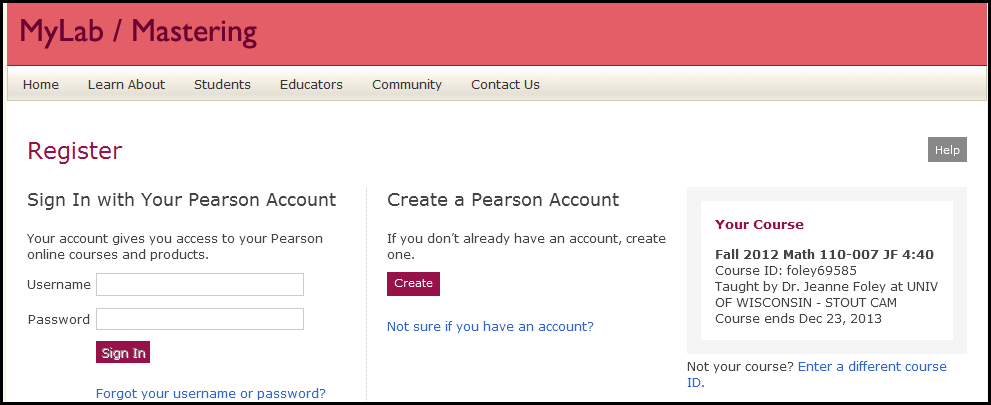 MyLab / Mastering
Home Learn About Students Educators Community Contact Us
Register
Help
Sign In with Your Pearson Account
Your account gives you access to your Pearson
online courses and products.
Username
Password
Sign In
Forgot your username or password?
Create a Pearson Account
If you don’t already have an account, create
one.
Create
Not sure if you have an account?
Your Course
Fall 2012 Math 110-007 JF 4:40
Course ID: foley69585
Taught by Dr. Jeanne Foley at UNIV
OF WISCONSIN - STOUT CAM
Course ends Dec 23, 2013
Not your course? Enter a different course
ID.